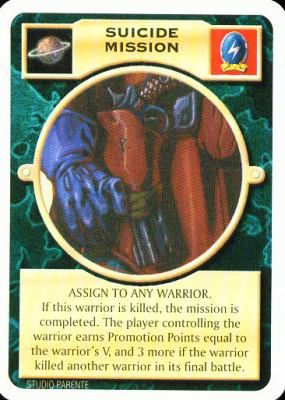 SUICIDE
MISSION
ASSIGN TO ANY WARRIOR.
If this warrior is killed, the mission is
completed. The player controlling the
warrior earns Promotion Points equal to
the warrior's V, and 3 more if the warrior
killed another warrior in its final battle.
STUDIO PARENTE